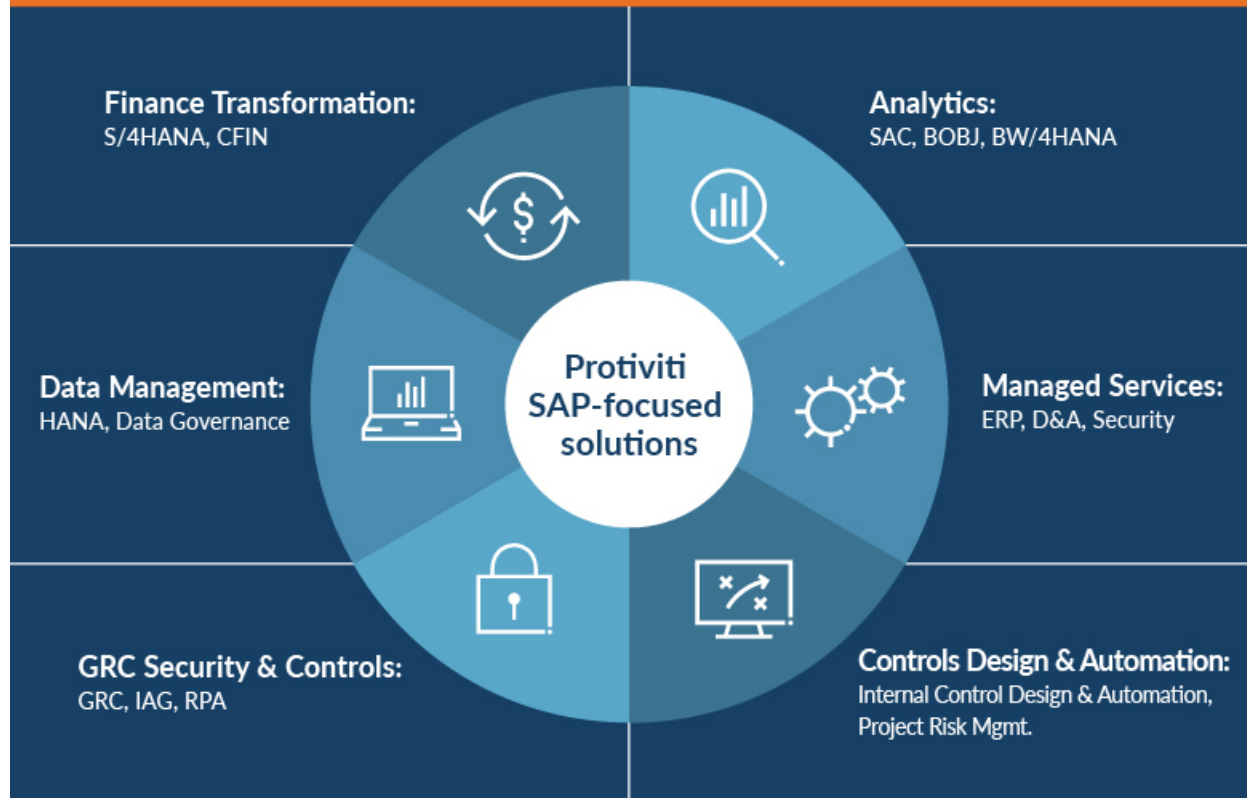 Finance Transformation:
S/4HANA, CFIN
Analytics:
SAC, BOBJ, BW/4HANA
Data Management:
HANA, Data Governance
Protiviti
SAP-focused
solutions
Managed Services:
ERP, D&A, Security
GRC Security & Controls:
GRC, IAG, RPA
Controls Design & Automation:
Internal Control Design & Automation,
Project Risk Mgmt.
$